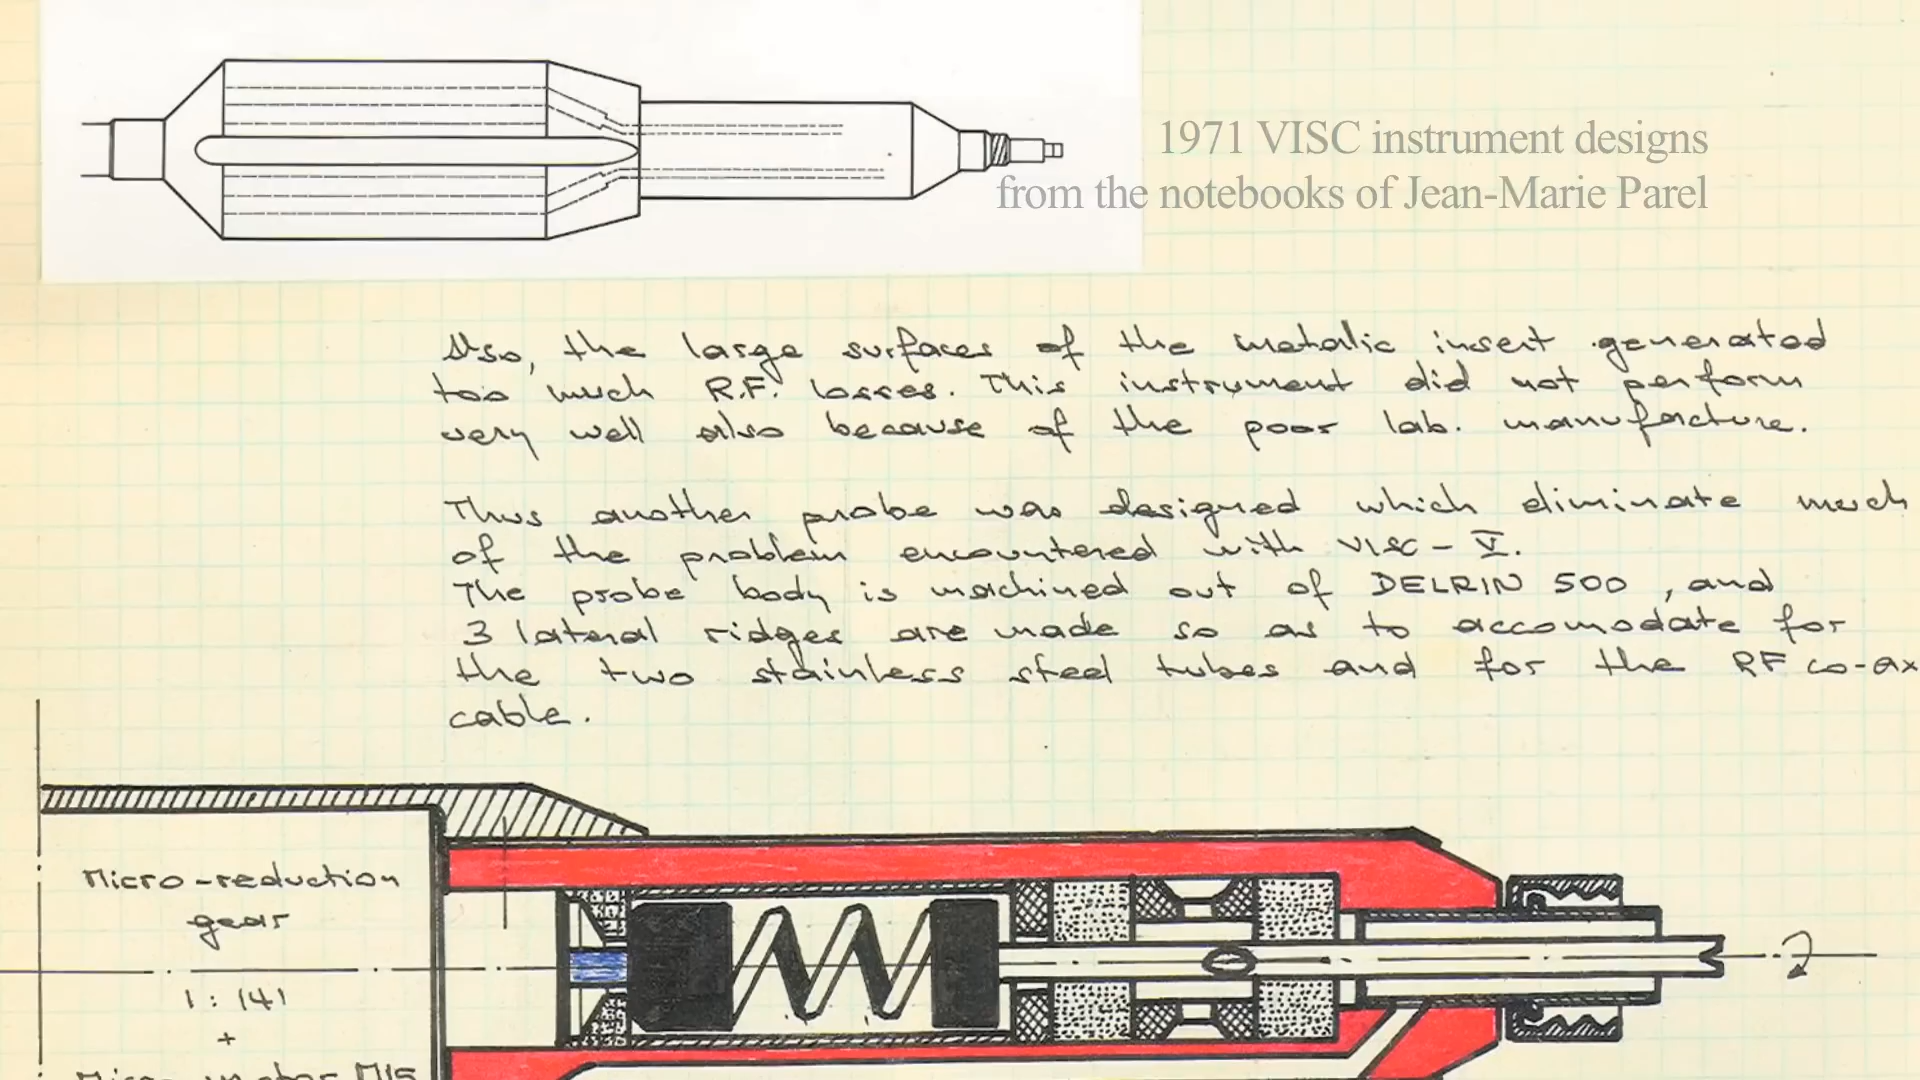 1971 VISC instrument designs
from the notebooks of Jean-Marie Parel
Also, the large surfaces of the metalic insert generated
too much R.F. losses. This instrument did not perform
very well also because of the poor lab. manufacture.
Thus another probe was designed which eliminate much
of the problem encountered with VISC-V.
The probe body is machined out of DELRIN 500, and
3 lateral ridges are made so as to accomodate for
the two stainless steel tubes and for the RF co-ax
cable.
Micro-reduction
gear
1:141
+
Micro-motor M15